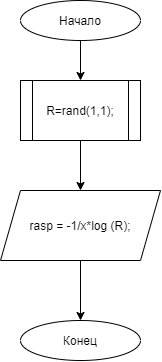 Начало
R=rand(1,1);
rasp = -1/x*log (R);
Конец